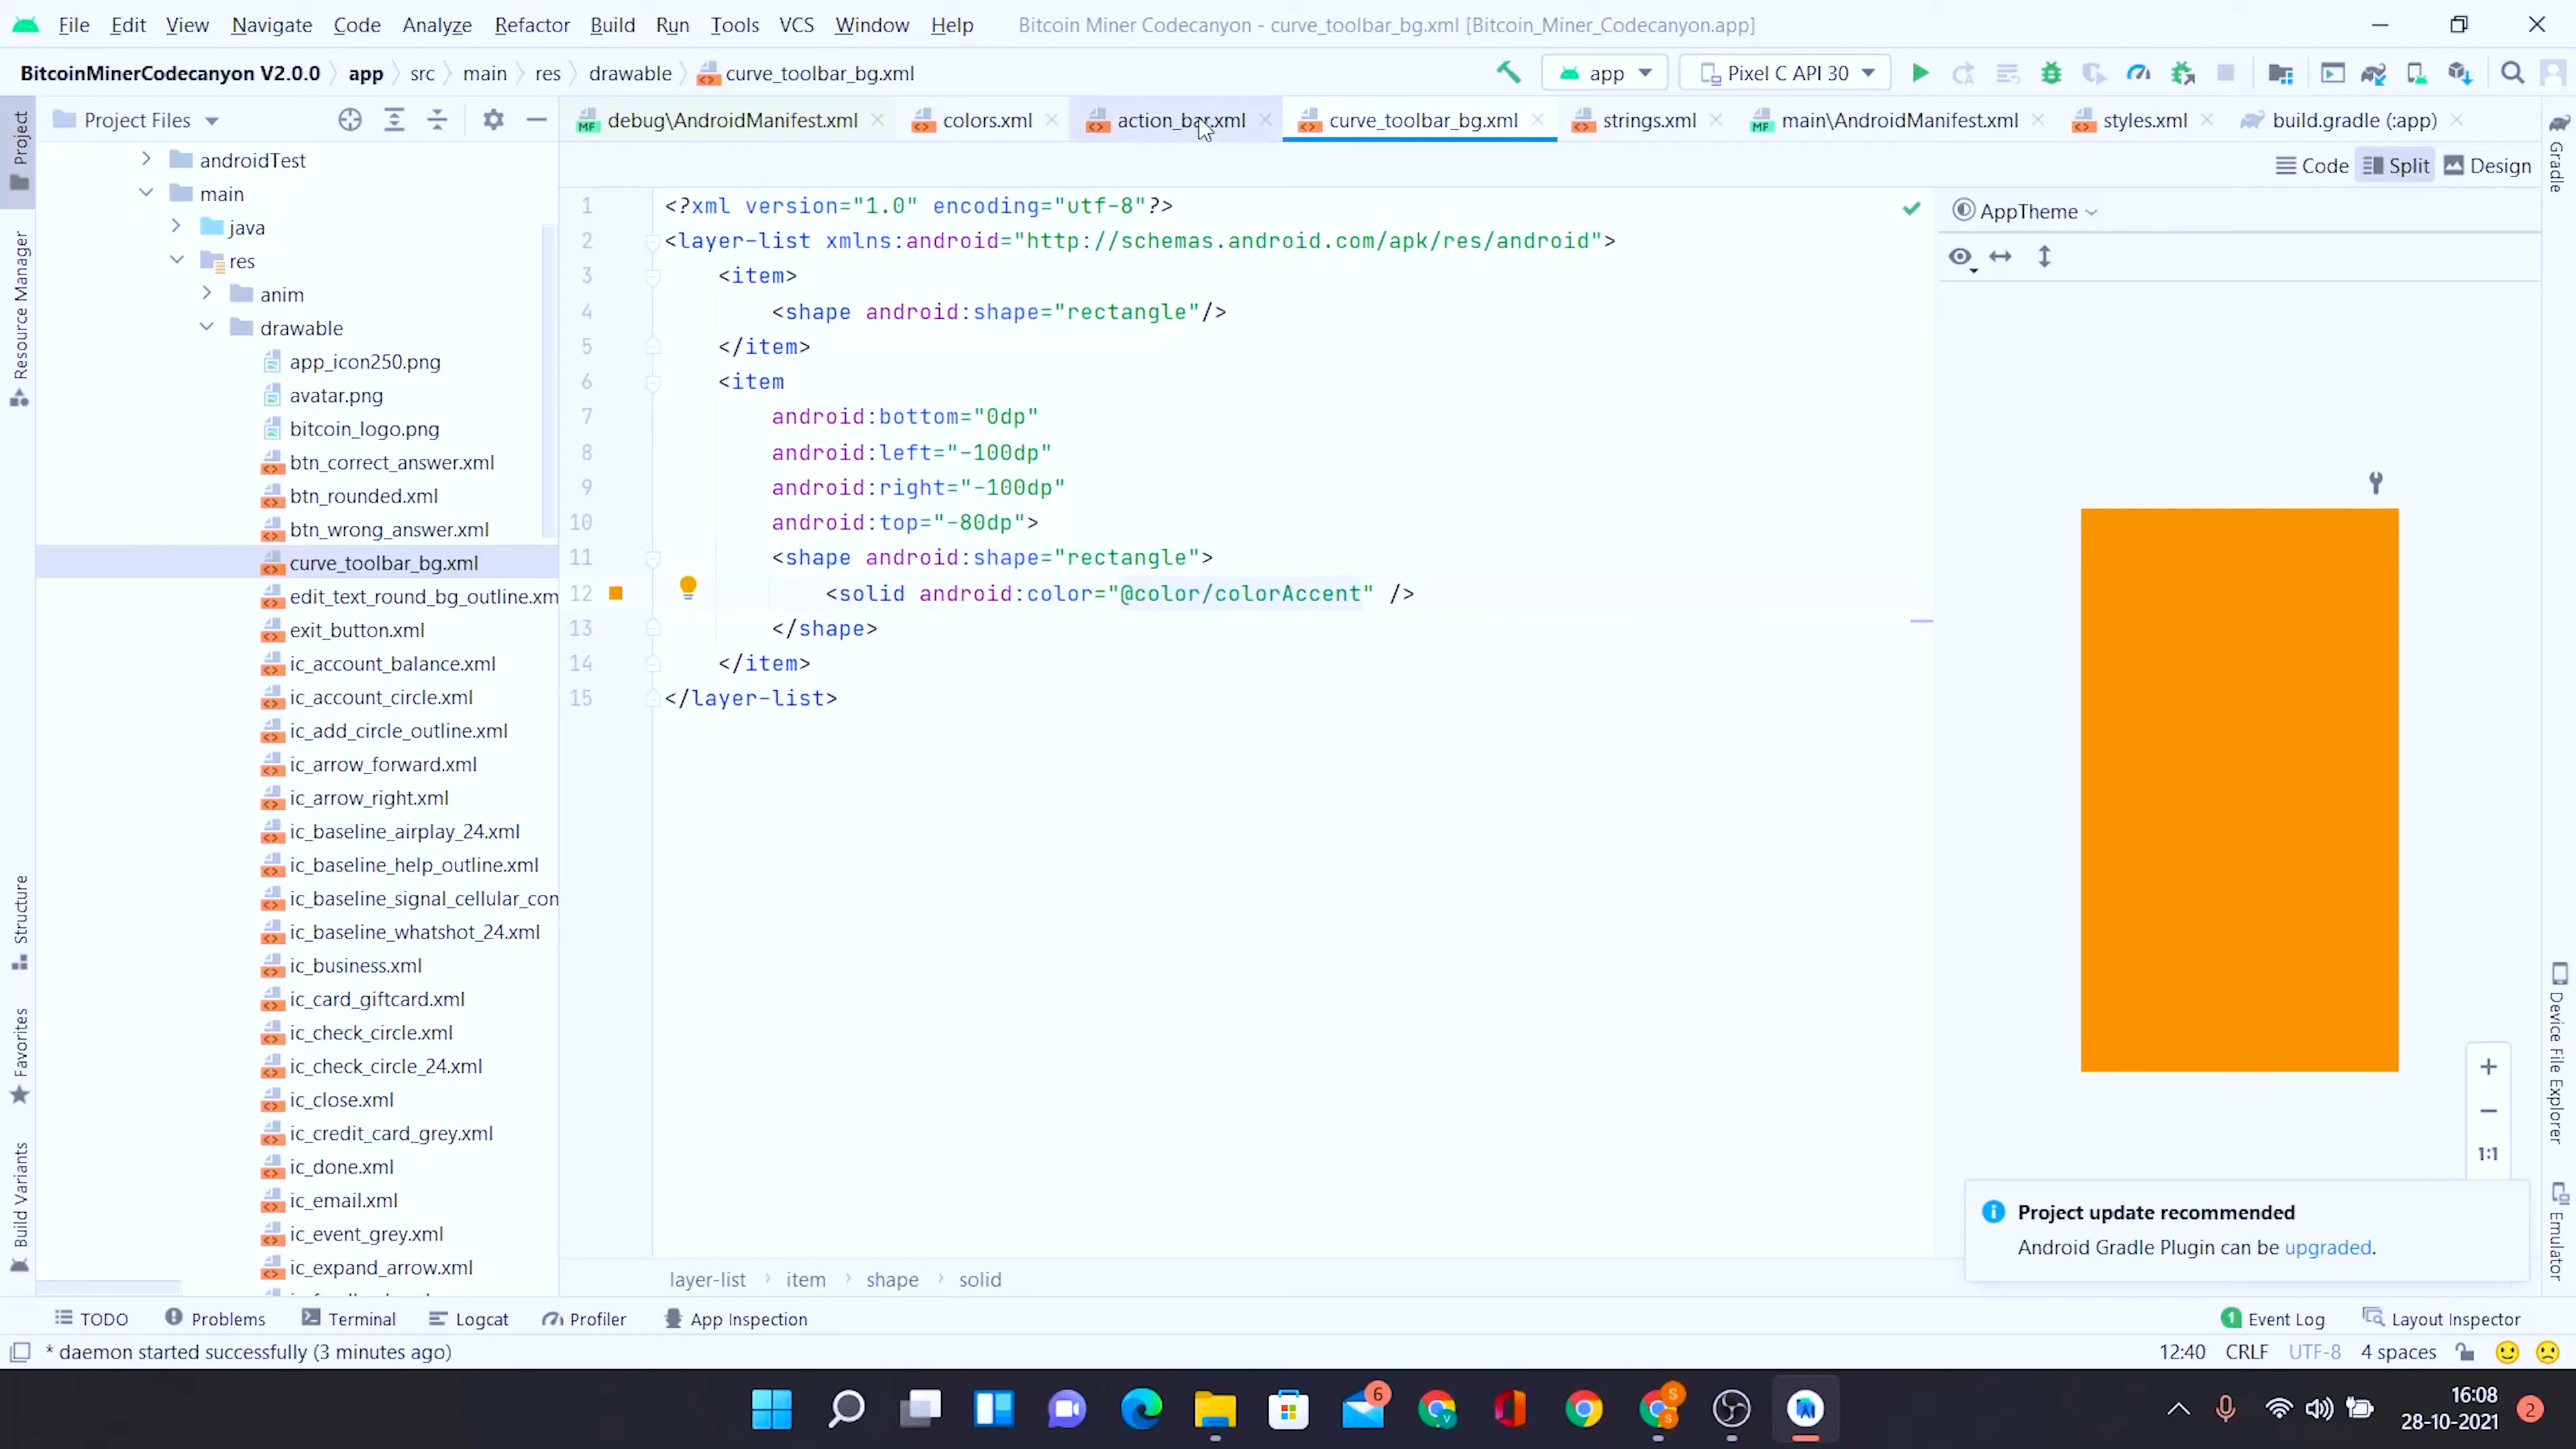 File Edit View Navigate Code Analyze Refactor Build Run Tools VCS Window Help Bitcoin Miner Codecanyon - curve_toolbar_bg.xml [Bitcoin_Miner_Codecanyon.app]
BitcoinMinerCodecanyon V2.0.0 app src main res drawable curve_toolbar_bg.xml app Pixel C API 30
Project Files debug\AndroidManifest.xml colors.xml action_bar.xml curve_toolbar_bg.xml strings.xml main\AndroidManifest.xml styles.xml build.gradle (:app)
Code Split Design
Project
Resource Manager
Structure
Favorites
Build Variants
androidTest
main
java
res
anim
drawable
app_icon250.png
avatar.png
bitcoin_logo.png
btn_correct_answer.xml
btn_rounded.xml
btn_wrong_answer.xml
curve_toolbar_bg.xml
edit_text_round_bg_outline.xm
exit_button.xml
ic_account_balance.xml
ic_account_circle.xml
ic_add_circle_outline.xml
ic_arrow_forward.xml
ic_arrow_right.xml
ic_baseline_airplay_24.xml
ic_baseline_help_outline.xml
ic_baseline_signal_cellular_con
ic_baseline_whatshot_24.xml
ic_business.xml
ic_card_giftcard.xml
ic_check_circle.xml
ic_check_circle_24.xml
ic_close.xml
ic_credit_card_grey.xml
ic_done.xml
ic_email.xml
ic_event_grey.xml
ic_expand_arrow.xml
1 <?xml version="1.0" encoding="utf-8"?>
2 <layer-list xmlns:android="http://schemas.android.com/apk/res/android">
3 <item>
4 <shape android:shape="rectangle"/>
5 </item>
6 <item
7 android:bottom="0dp"
8 android:left="-100dp"
9 android:right="-100dp"
10 android:top="-80dp">
11 <shape android:shape="rectangle">
12 <solid android:color="@color/colorAccent" />
13 </shape>
14 </item>
15 </layer-list>
AppTheme
1:1
Project update recommended
Android Gradle Plugin can be upgraded.
Gradle
Device File Explorer
Emulator
layer-list item shape solid
TODO Problems Terminal Logcat Profiler App Inspection 1 Event Log Layout Inspector
* daemon started successfully (3 minutes ago) 12:40 CRLF UTF-8 4 spaces
6
16:08
28-10-2021
2